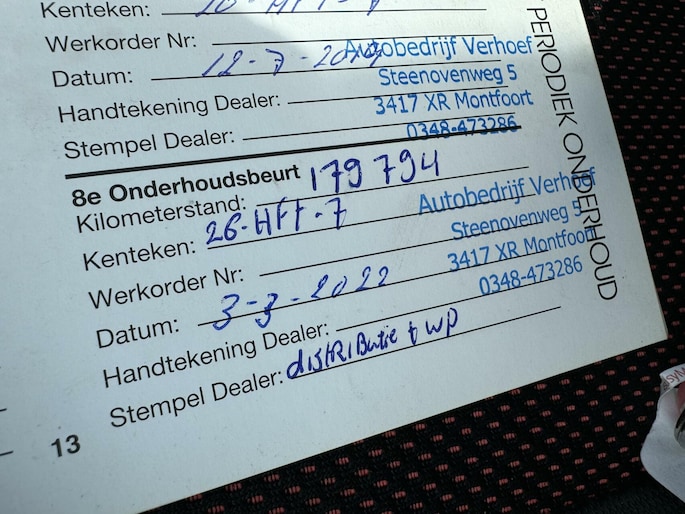 Kenteken:
Werkorder Nr:
Autobedrijf Verhoef
Datum: 12-7-2019
Steenovenweg 5
Handtekening Dealer:
3417 XR Montfoort
Stempel Dealer:
0348-473286
8e Onderhoudsbeurt
Kilometerstand: 179 794
Kenteken: 26-HFT-7
Autobedrijf Verhoef
Steenovenweg 5
Werkorder Nr:
3417 XR Montfoort
Datum: 3-3-2022
0348-473286
Handtekening Dealer:
Stempel Dealer: distributie + wp
13
PERIODIEK ONDERHOUD